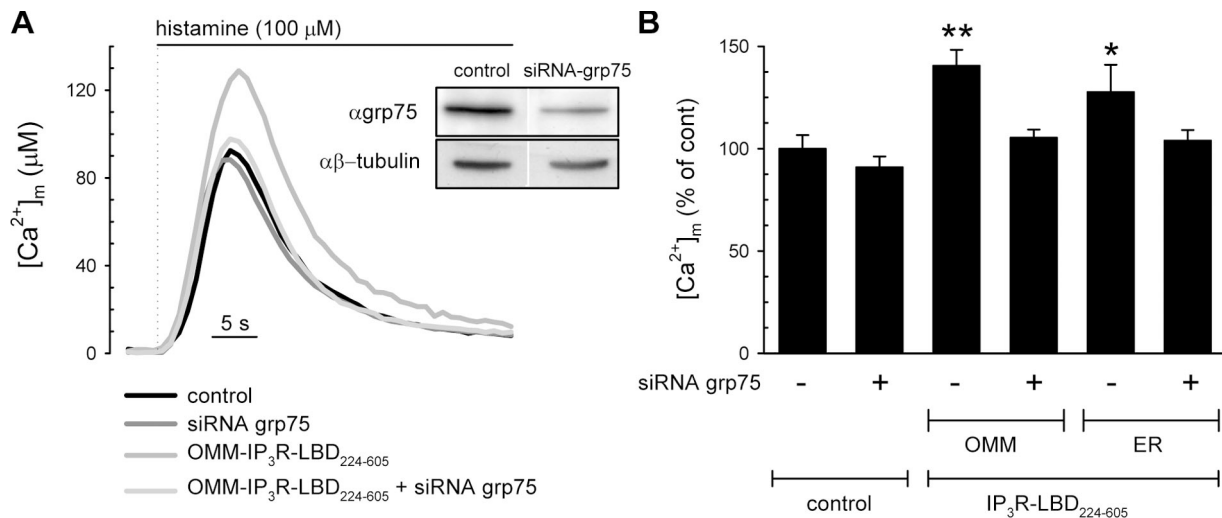 A
histamine (100 μM)
[Ca2+]m (μM)
120
80
40
0
5 s
control siRNA-grp75
αgrp75
αβ–tubulin
control
siRNA grp75
OMM-IP3R-LBD224-605
OMM-IP3R-LBD224-605 + siRNA grp75
B
[Ca2+]m (% of cont)
150
100
50
0
**
*
siRNA grp75 - + - + - +
OMM ER
control IP3R-LBD224-605